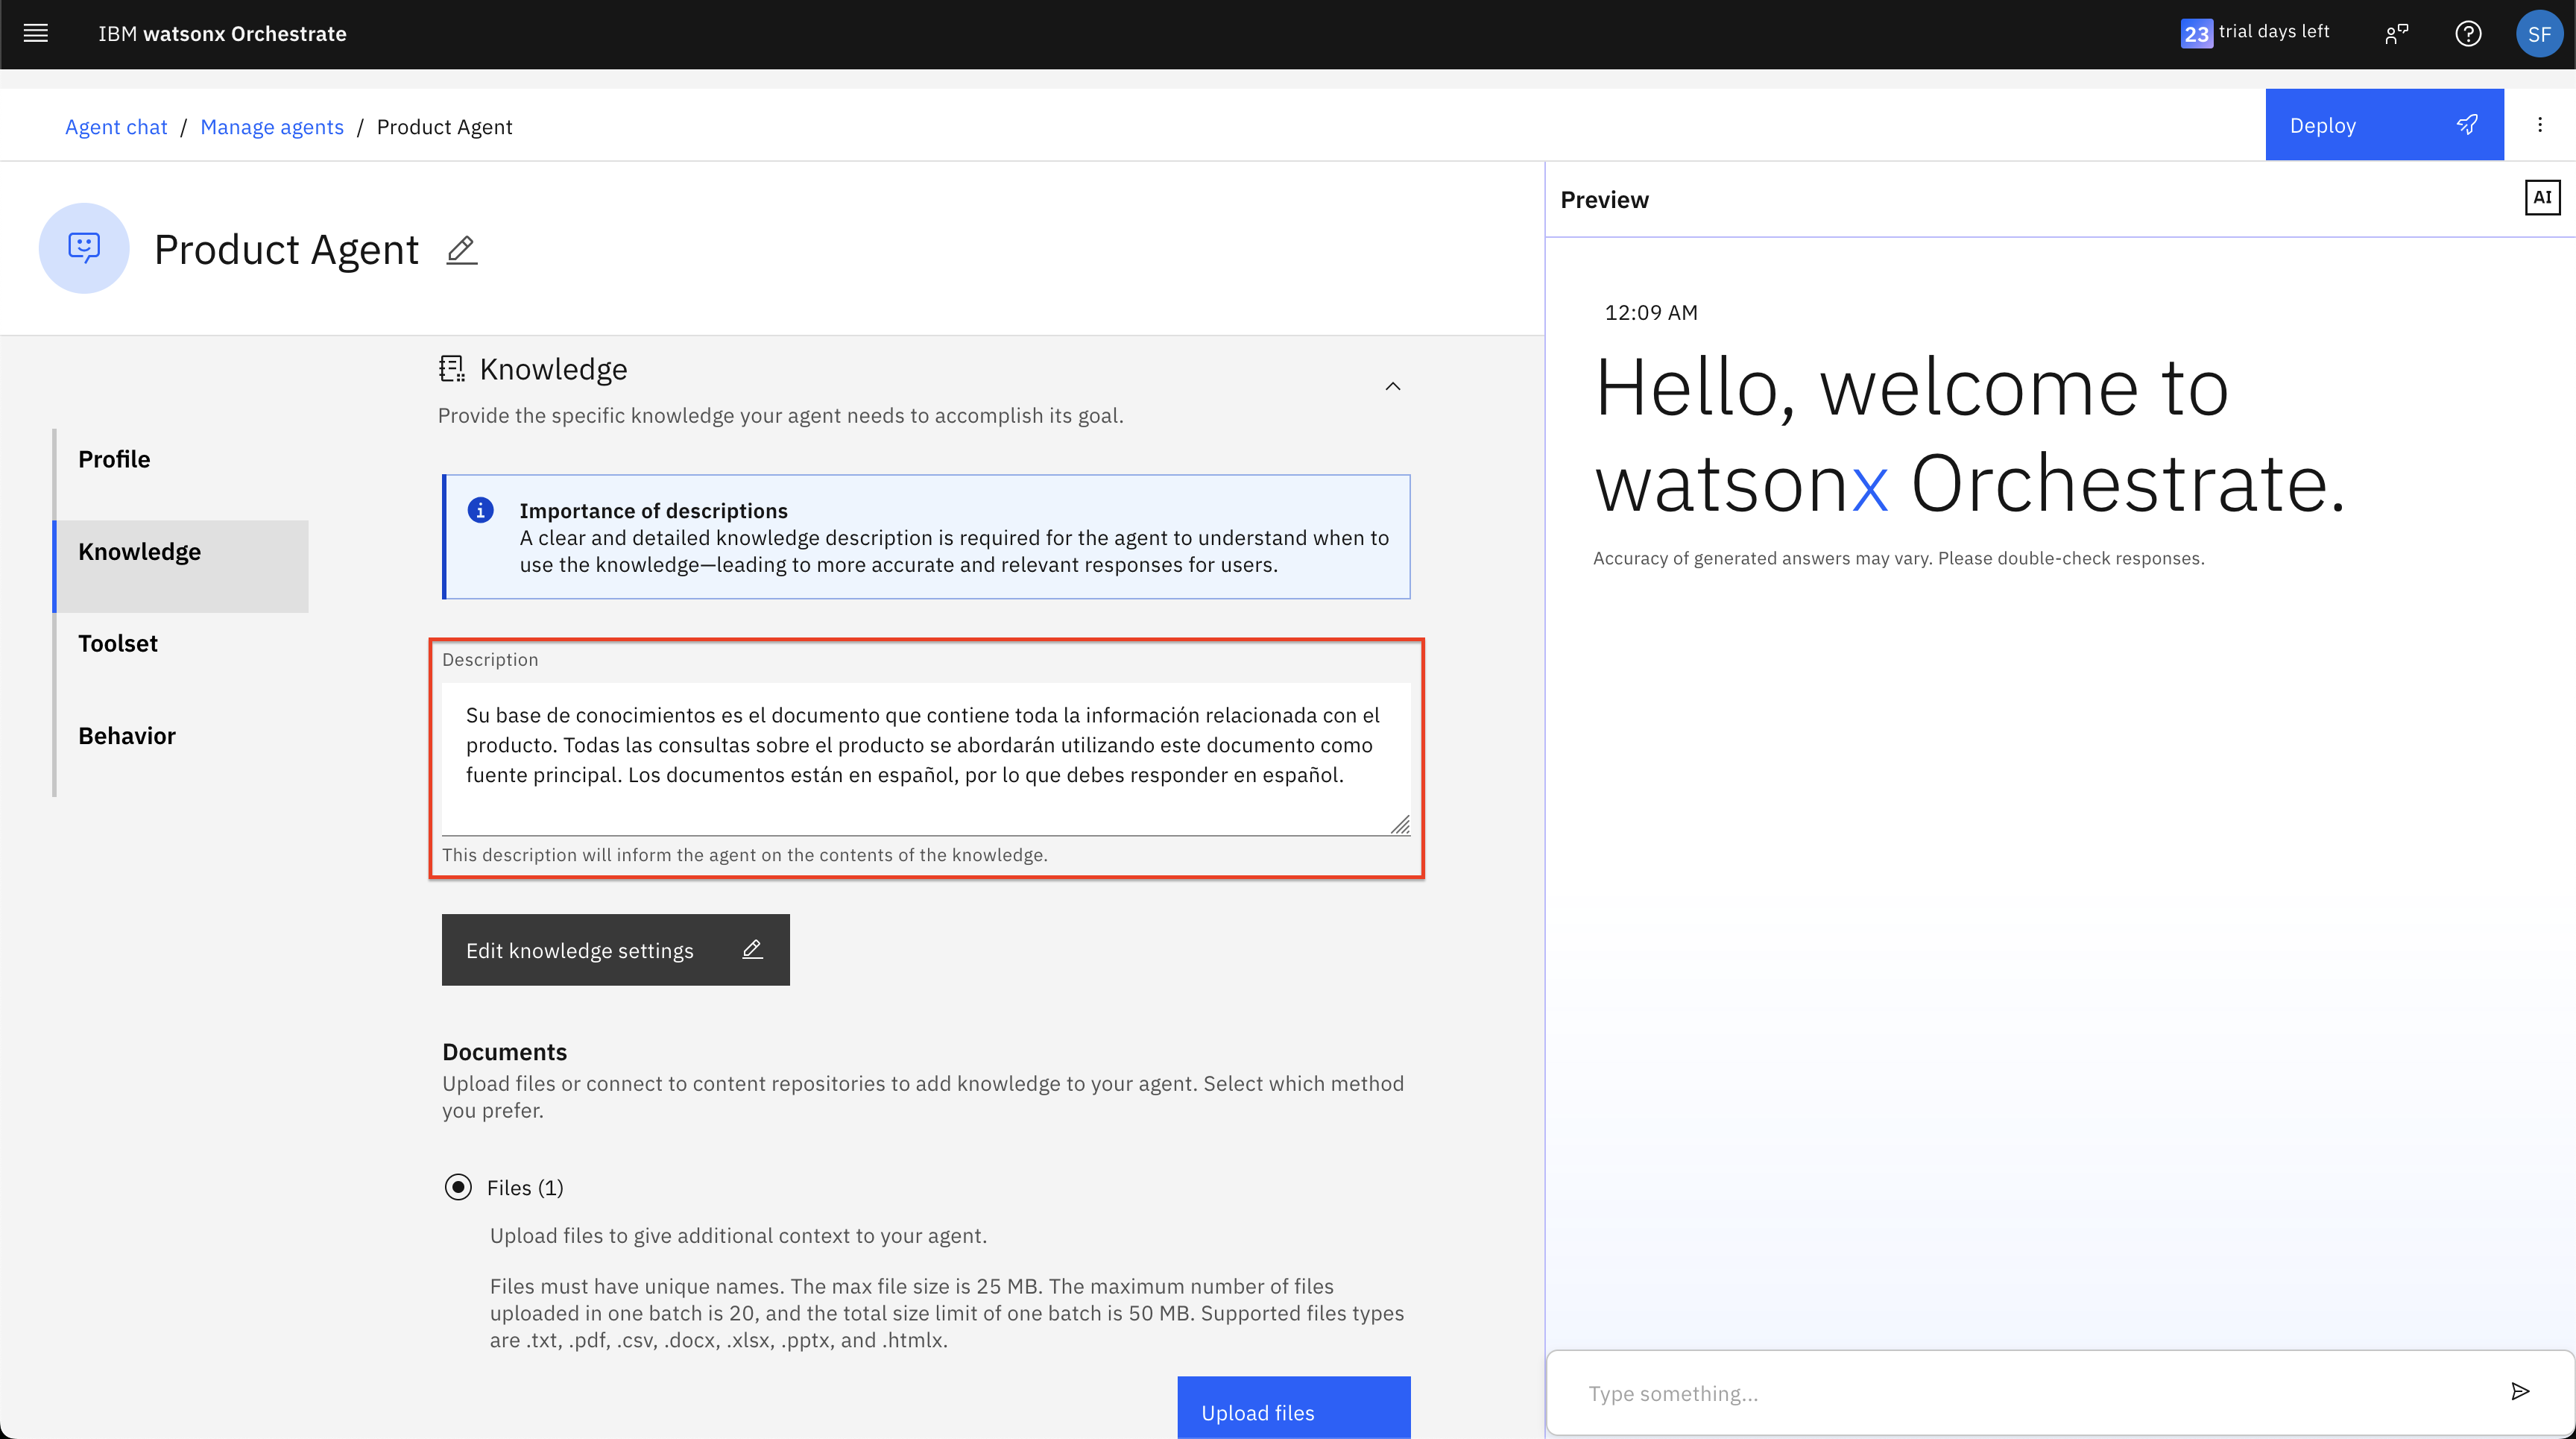 IBM watsonx Orchestrate
23 trial days left
SF
Agent chat / Manage agents / Product Agent
Deploy
Product Agent
Profile
Knowledge
Toolset
Behavior
Knowledge
Provide the specific knowledge your agent needs to accomplish its goal.
Importance of descriptions
A clear and detailed knowledge description is required for the agent to understand when to
use the knowledge—leading to more accurate and relevant responses for users.
Description
Su base de conocimientos es el documento que contiene toda la información relacionada con el
producto. Todas las consultas sobre el producto se abordarán utilizando este documento como
fuente principal. Los documentos están en español, por lo que debes responder en español.
This description will inform the agent on the contents of the knowledge.
Edit knowledge settings
Documents
Upload files or connect to content repositories to add knowledge to your agent. Select which method
you prefer.
Files (1)
Upload files to give additional context to your agent.
Files must have unique names. The max file size is 25 MB. The maximum number of files
uploaded in one batch is 20, and the total size limit of one batch is 50 MB. Supported files types
are .txt, .pdf, .csv, .docx, .xlsx, .pptx, and .htmlx.
Upload files
Preview
AI
12:09 AM
Hello, welcome to
watsonx Orchestrate.
Accuracy of generated answers may vary. Please double-check responses.
Type something...